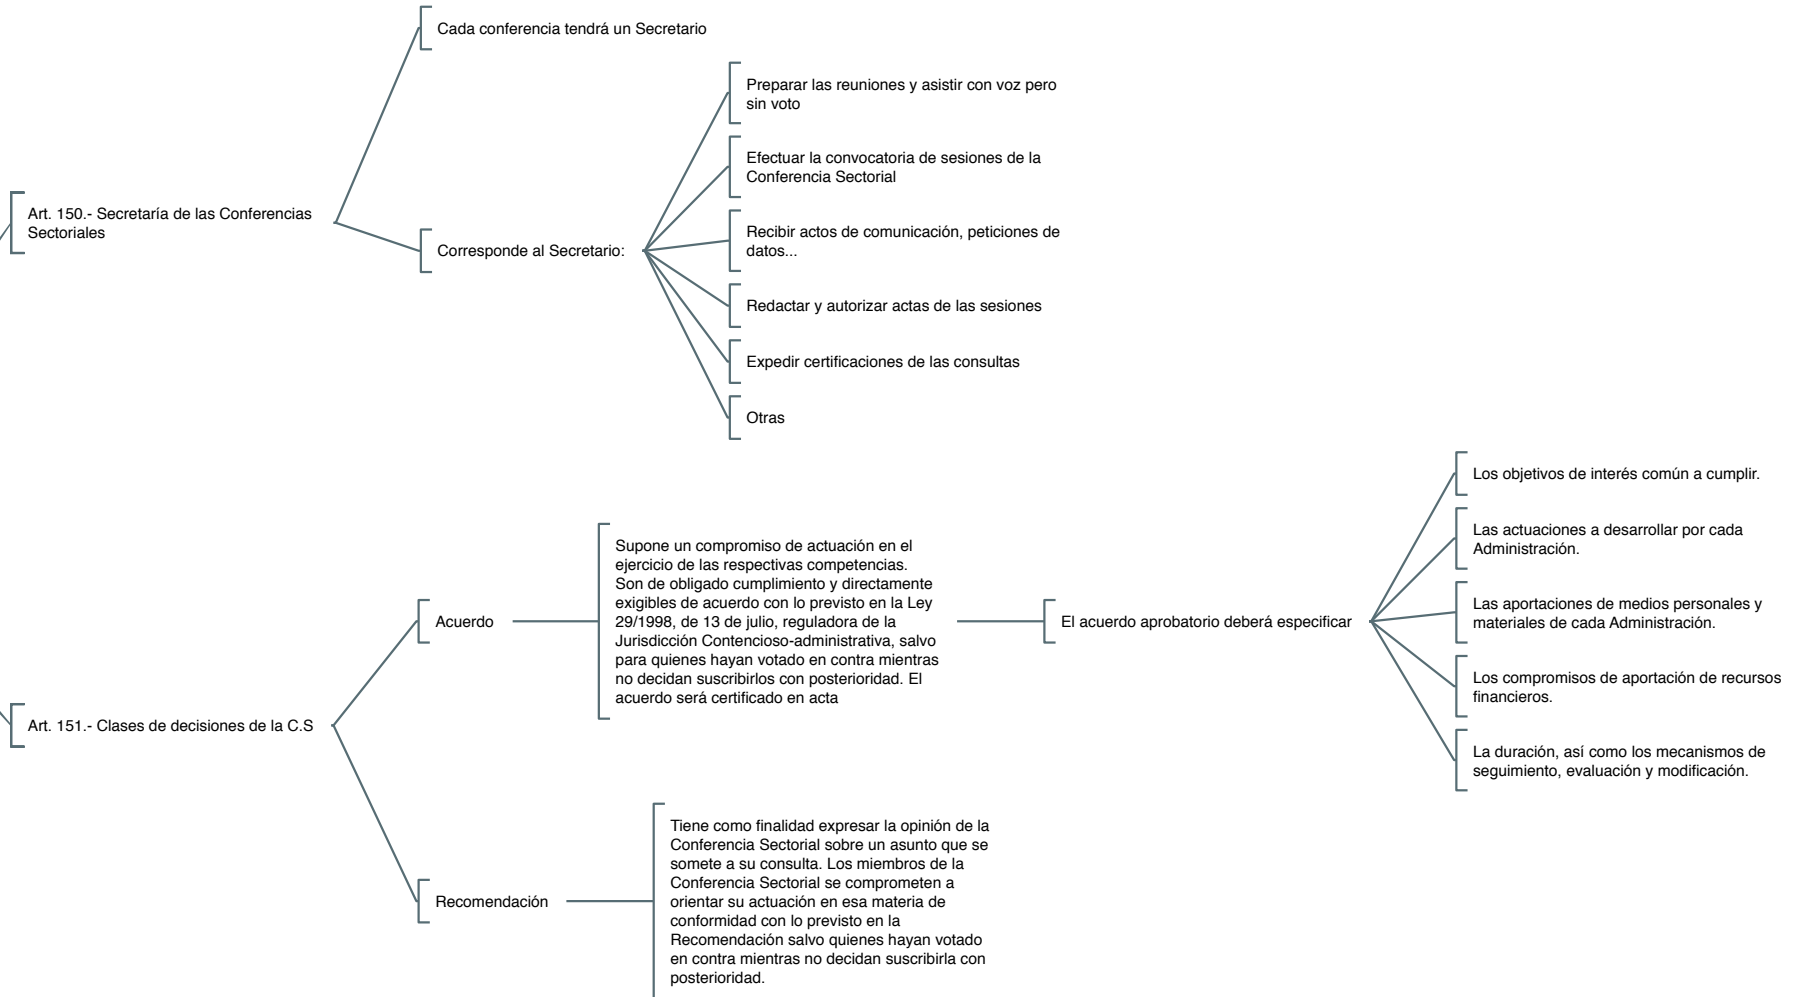 Cada conferencia tendrá un Secretario
Preparar las reuniones y asistir con voz pero
sin voto
Efectuar la convocatoria de sesiones de la
Conferencia Sectorial
Art. 150.- Secretaría de las Conferencias
Sectoriales
Corresponde al Secretario:
Recibir actos de comunicación, peticiones de
datos...
Redactar y autorizar actas de las sesiones
Expedir certificaciones de las consultas
Otras
Art. 151.- Clases de decisiones de la C.S
Acuerdo
Supone un compromiso de actuación en el
ejercicio de las respectivas competencias.
Son de obligado cumplimiento y directamente
exigibles de acuerdo con lo previsto en la Ley
29/1998, de 13 de julio, reguladora de la
Jurisdicción Contencioso-administrativa, salvo
para quienes hayan votado en contra mientras
no decidan suscribirlos con posterioridad. El
acuerdo será certificado en acta
El acuerdo aprobatorio deberá especificar
Los objetivos de interés común a cumplir.
Las actuaciones a desarrollar por cada
Administración.
Las aportaciones de medios personales y
materiales de cada Administración.
Los compromisos de aportación de recursos
financieros.
La duración, así como los mecanismos de
seguimiento, evaluación y modificación.
Recomendación
Tiene como finalidad expresar la opinión de la
Conferencia Sectorial sobre un asunto que se
somete a su consulta. Los miembros de la
Conferencia Sectorial se comprometen a
orientar su actuación en esa materia de
conformidad con lo previsto en la
Recomendación salvo quienes hayan votado
en contra mientras no decidan suscribirla con
posterioridad.